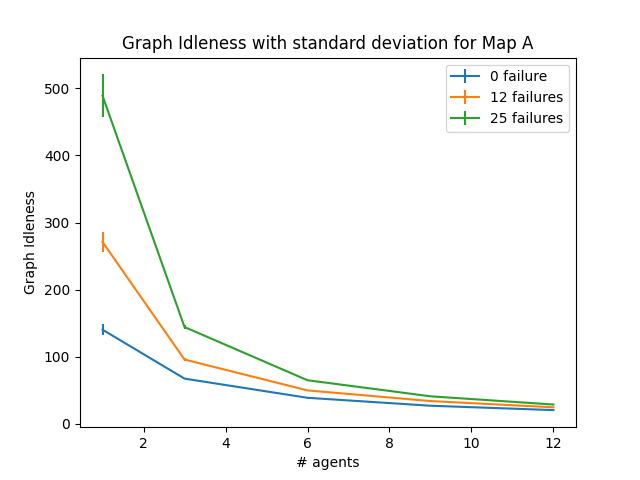 Graph Idleness with standard deviation for Map A
0 failure
12 failures
25 failures
Graph Idleness
500
400
300
200
100
0
2 4 6 8 10 12
# agents